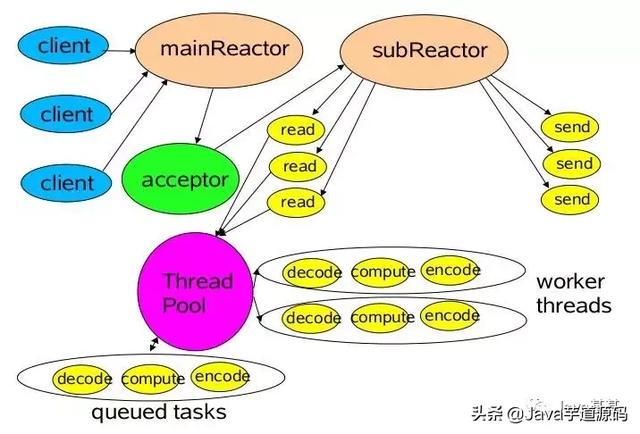 client
mainReactor
subReactor
client
client
acceptor
read
read
read
send
send
send
Thread
Pool
decode compute encode
decode compute encode
worker
threads
decode compute encode
queued tasks
头条 @Java芋道源码